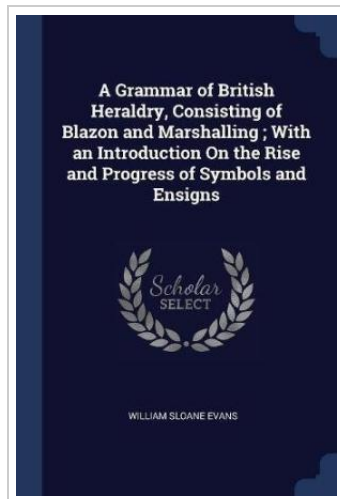 A Grammar of British
Heraldry, Consisting of
Blazon and Marshalling ; With
an Introduction On the Rise
and Progress of Symbols and
Ensigns
Scholar
SELECT
WILLIAM SLOANE EVANS